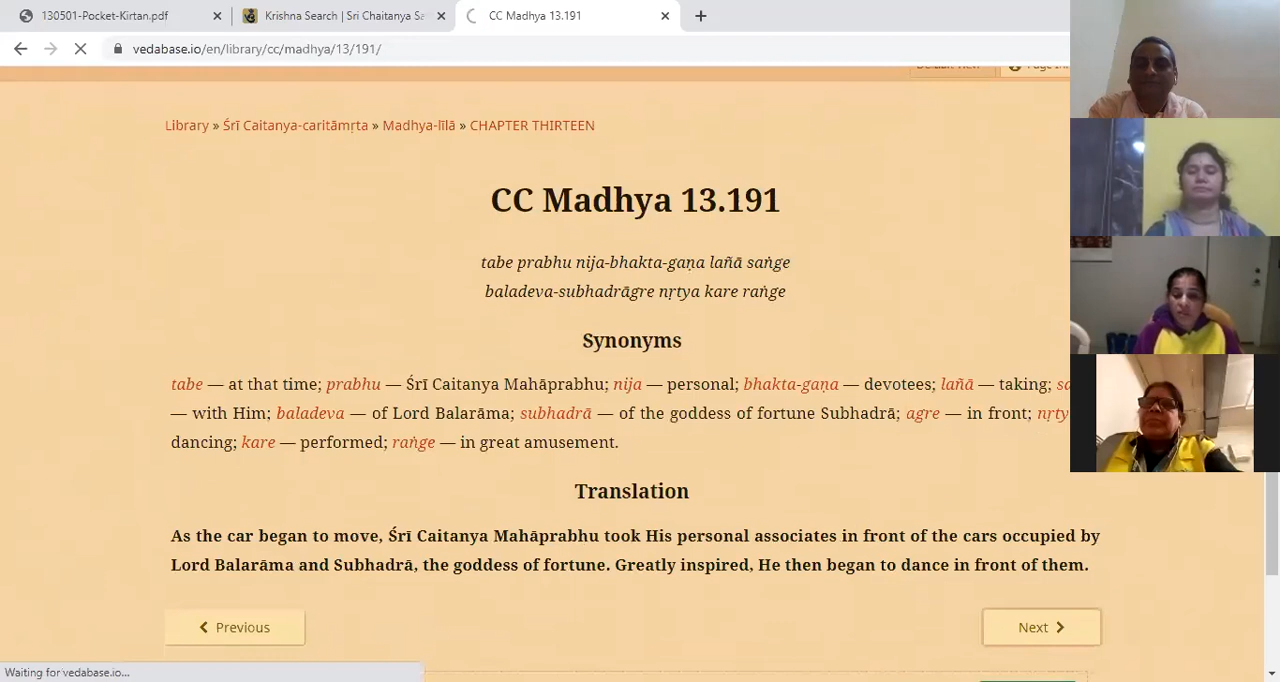 130501-Pocket-Kirtan.pdf
Krishna Search | Sri Chaitanya Sa
CC Madhya 13.191
vedabase.io/en/library/cc/madhya/13/191/
Library » Śrī Caitanya-caritāmṛta » Madhya-līlā » CHAPTER THIRTEEN
CC Madhya 13.191
tabe prabhu nija-bhakta-gaṇa lañā saṅge
baladeva-subhadrāgre nṛtya kare raṅge
Synonyms
tabe — at that time; prabhu — Śrī Caitanya Mahāprabhu; nija — personal; bhakta-gaṇa — devotees; lañā — taking;
— with Him; baladeva — of Lord Balarāma; subhadrā — of the goddess of fortune Subhadrā; agre — in front; nṛty
dancing; kare — performed; raṅge — in great amusement.
Translation
As the car began to move, Śrī Caitanya Mahāprabhu took His personal associates in front of the cars occupied by
Lord Balarāma and Subhadrā, the goddess of fortune. Greatly inspired, He then began to dance in front of them.
Previous
Next
Waiting for vedabase.io...